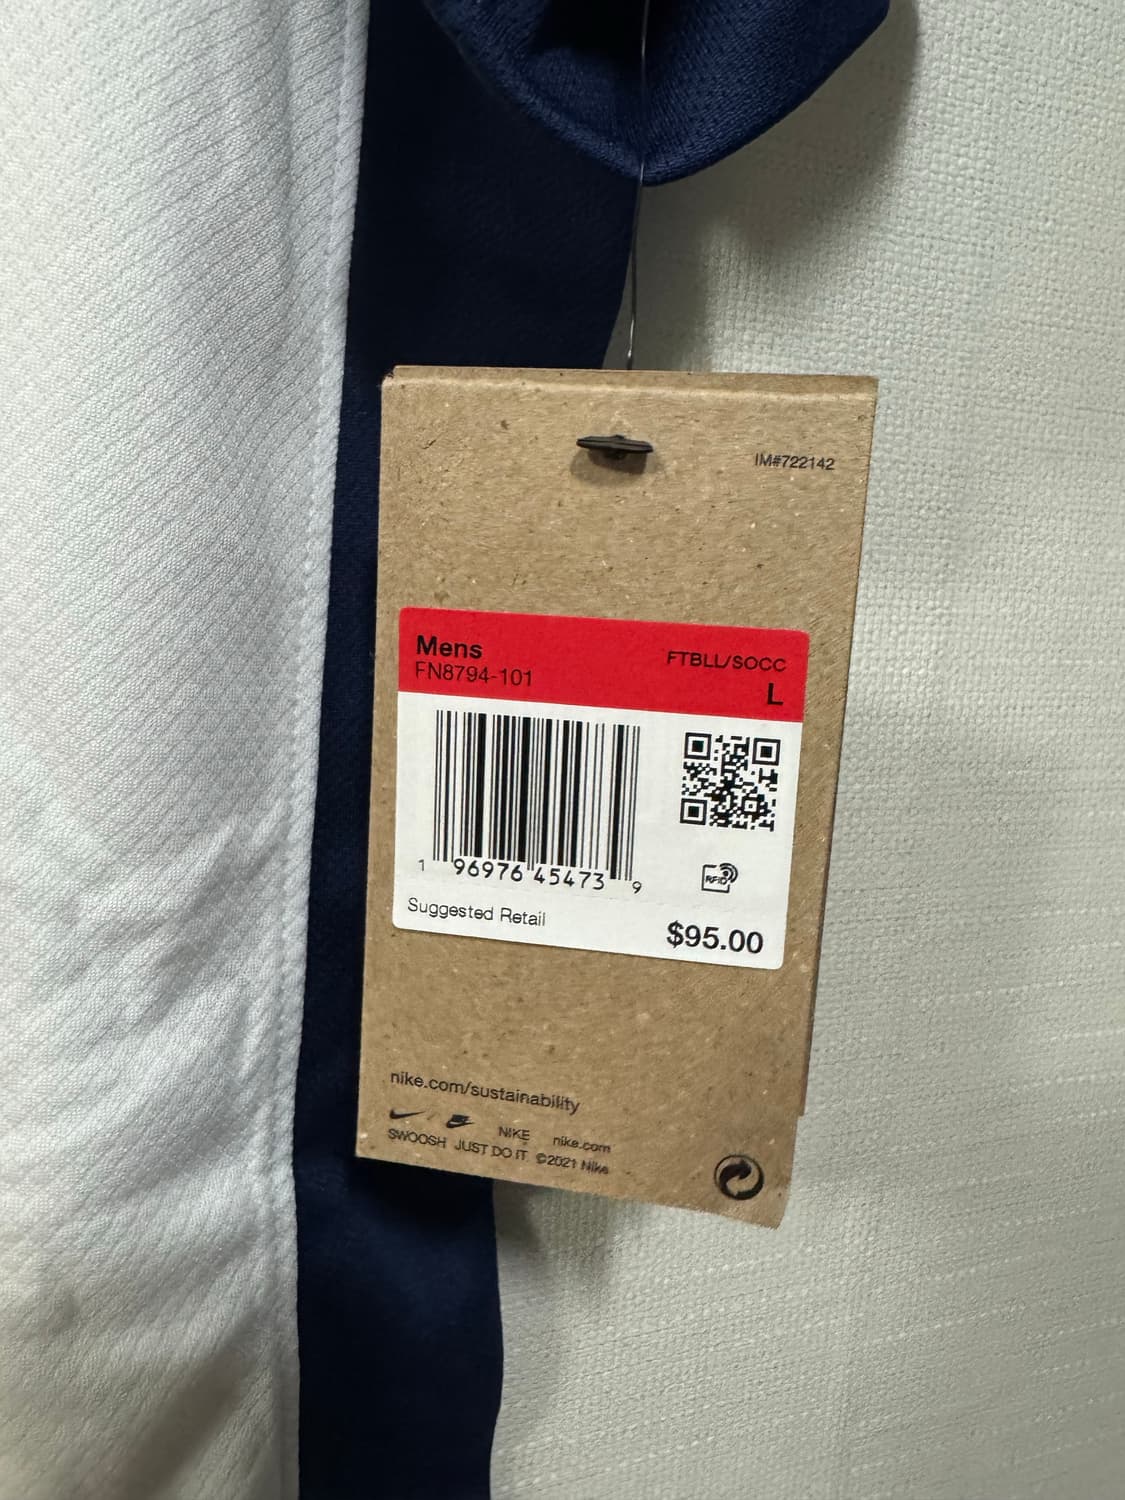 IM#722142
Mens FTBLL/SOCC
FN8794-101 L
1 96976 45473 9
RFID
Suggested Retail $95.00
nike.com/sustainability
NIKE nike.com
SWOOSH JUST DO IT ©2021 Nike